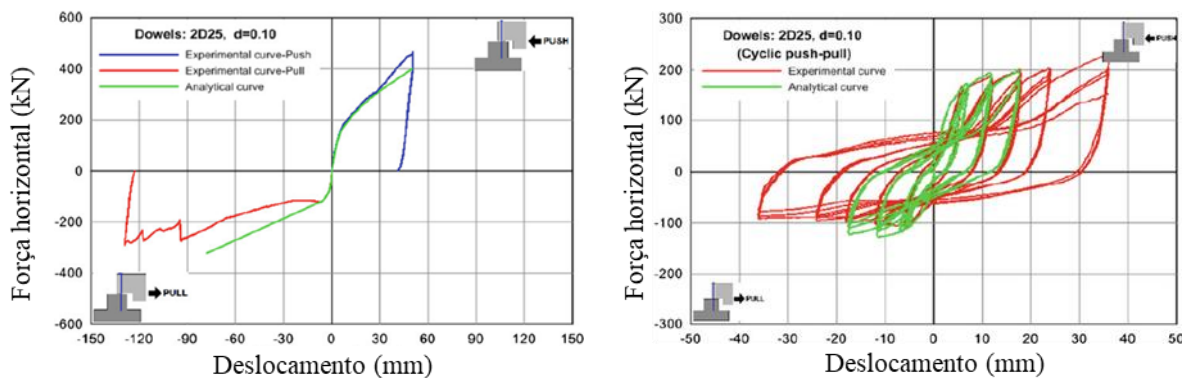 600
400
200
0
-200
-400
-600
Força horizontal (kN)
Dowels: 2D25, d=0.10
Experimental curve-Push
Experimental curve-Pull
Analytical curve
PUSH
PULL
-150 -120 -90 -60 -30 0 30 60 90 120 150
Deslocamento (mm)
300
200
100
0
-100
-200
-300
Força horizontal (kN)
Dowels: 2D25, d=0.10
(Cyclic push-pull)
Experimental curve
Analytical curve
PUSH
PULL
-50 -40 -30 -20 -10 0 10 20 30 40 50
Deslocamento (mm)